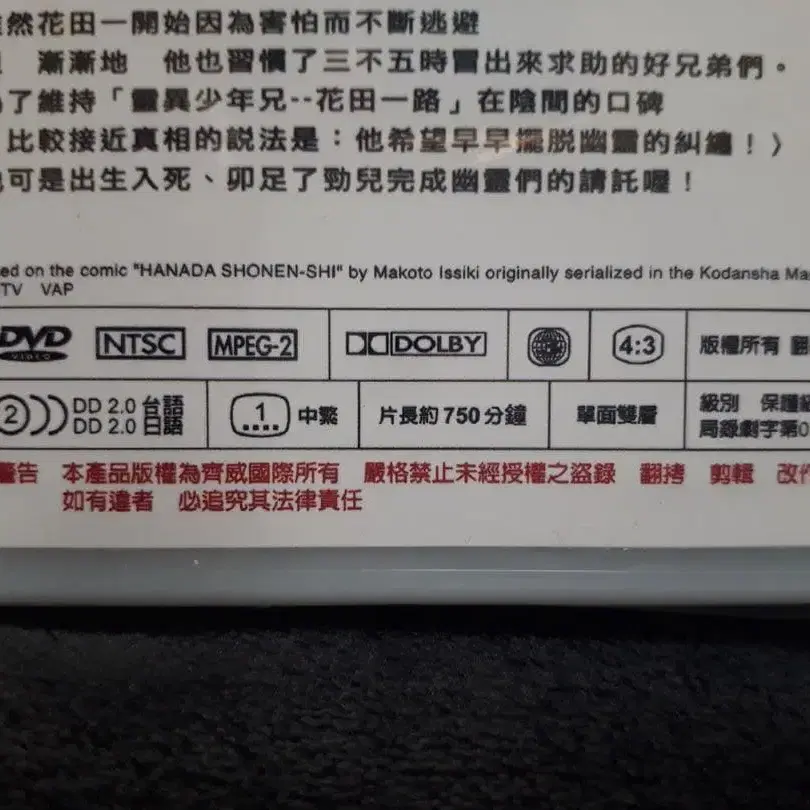 然花田一開始因為害怕而不斷逃避
漸漸地 他也習慣了三不五時冒出來求助的好兄弟們。
了維持「靈異少年兄--花田一路」在陰間的口碑
比較接近真相的說法是：他希望早早擺脫幽靈的糾纏！〉
可是出生入死、卯足了勁兒完成幽靈們的請託喔！
ed on the comic "HANADA SHONEN-SHI" by Makoto Issiki originally serialized in the Kodansha Ma
TV VAP
DVD VIDEO NTSC MPEG-2 DOLBY 4:3 版權所有 翻
2 DD 2.0 台語 1 中繁 片長約750分鐘 單面雙層 級別 保護級
DD 2.0 日語 局錄劇字第0
警告 本產品版權為齊威國際所有 嚴格禁止未經授權之盜錄 翻拷 剪輯 改作
如有違者 必追究其法律責任